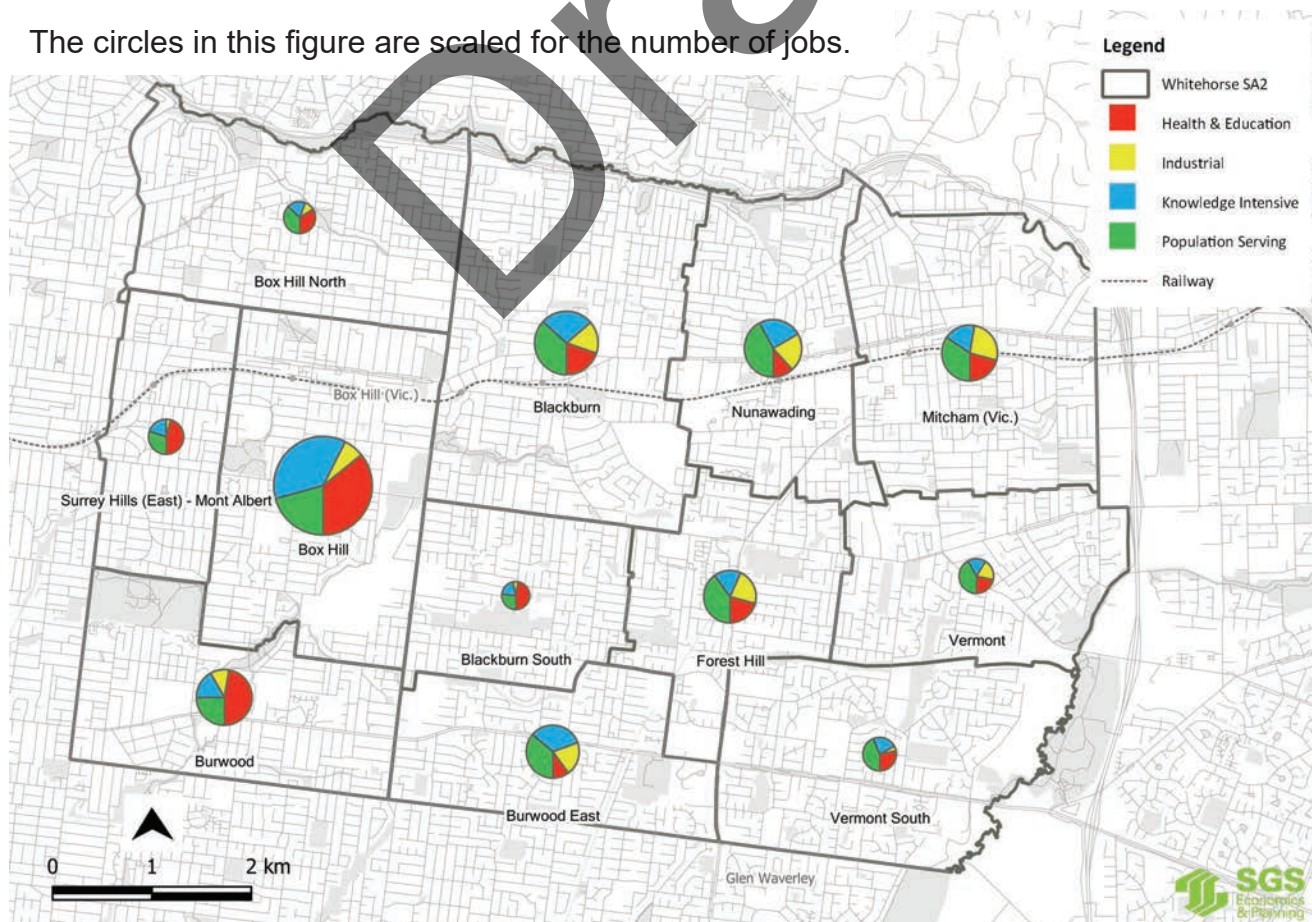 The circles in this figure are scaled for the number of jobs.
Legend
Whitehorse SA2
Health & Education
Industrial
Knowledge Intensive
Population Serving
Railway
Box Hill North
Box Hill (Vic.)
Blackburn
Nunawading
Mitcham (Vic.)
Surrey Hills (East) - Mont Albert
Box Hill
Blackburn South
Forest Hill
Vermont
Burwood
Burwood East
Vermont South
Glen Waverley
0 1 2 km
SGS
Economics
& Planning